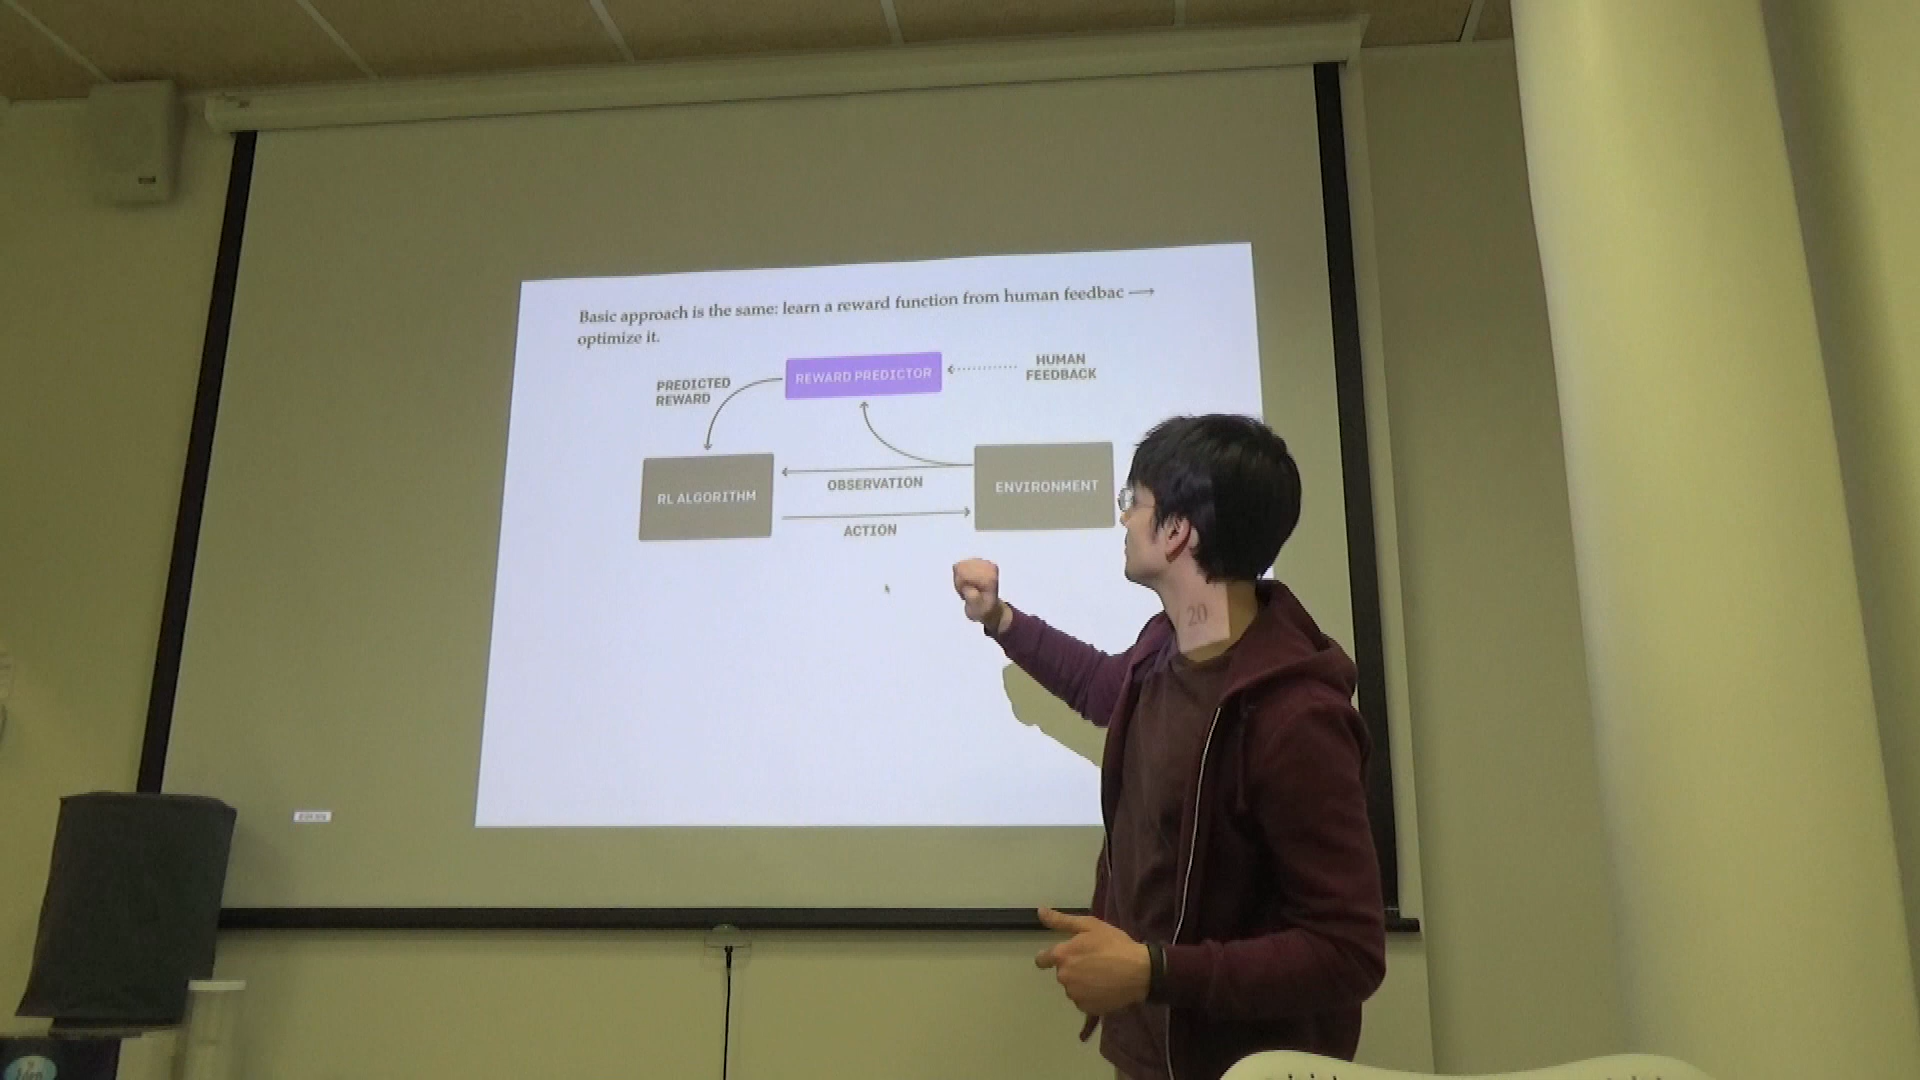 Basic approach is the same: learn a reward function from human feedbac ⟶
optimize it.
REWARD PREDICTOR
HUMAN
FEEDBACK
PREDICTED
REWARD
RL ALGORITHM
OBSERVATION
ENVIRONMENT
ACTION
20